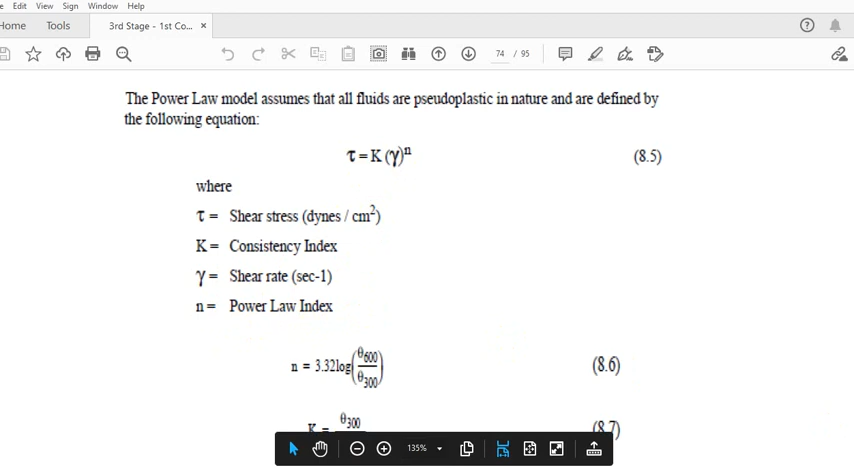 e Edit View Sign Window Help
Home Tools 3rd Stage - 1st Co... ×
74 / 95
The Power Law model assumes that all fluids are pseudoplastic in nature and are defined by
the following equation:
τ = K (γ)ⁿ (8.5)
where
τ = Shear stress (dynes / cm²)
K = Consistency Index
γ = Shear rate (sec-1)
n = Power Law Index
n = 3.32log(θ600/θ300) (8.6)
K = θ300 (8.7)
135%